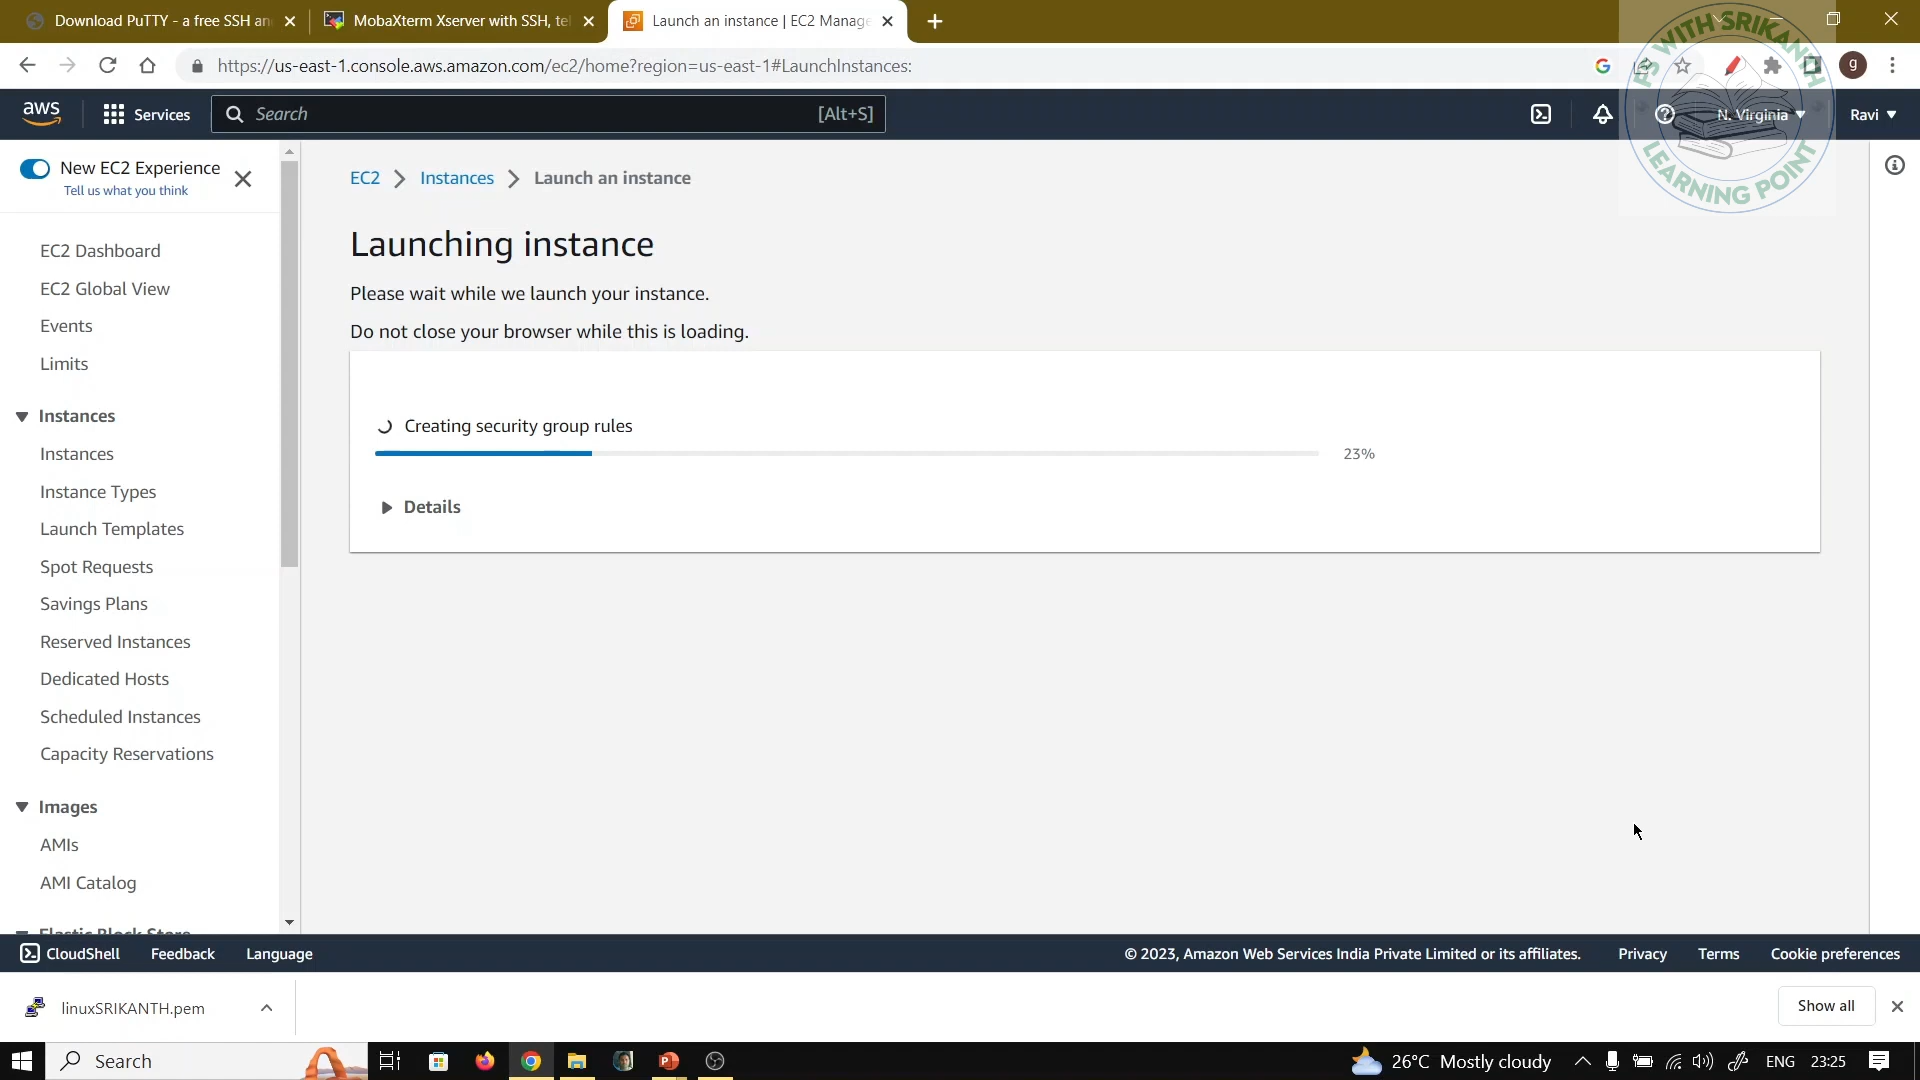 Download PuTTY - a free SSH an
MobaXterm Xserver with SSH, tel
Launch an instance | EC2 Manage
https://us-east-1.console.aws.amazon.com/ec2/home?region=us-east-1#LaunchInstances:
g
aws
Services
Search
[Alt+S]
N. Virginia
Ravi
WITH SRIKANTH
LEARNING POINT
New EC2 Experience
Tell us what you think
EC2 Dashboard
EC2 Global View
Events
Limits
Instances
Instances
Instance Types
Launch Templates
Spot Requests
Savings Plans
Reserved Instances
Dedicated Hosts
Scheduled Instances
Capacity Reservations
Images
AMIs
AMI Catalog
Elastic Block Store
EC2 > Instances > Launch an instance
Launching instance
Please wait while we launch your instance.
Do not close your browser while this is loading.
Creating security group rules
23%
Details
CloudShell
Feedback
Language
© 2023, Amazon Web Services India Private Limited or its affiliates.
Privacy
Terms
Cookie preferences
linuxSRIKANTH.pem
Show all
Search
26°C Mostly cloudy
ENG
23:25